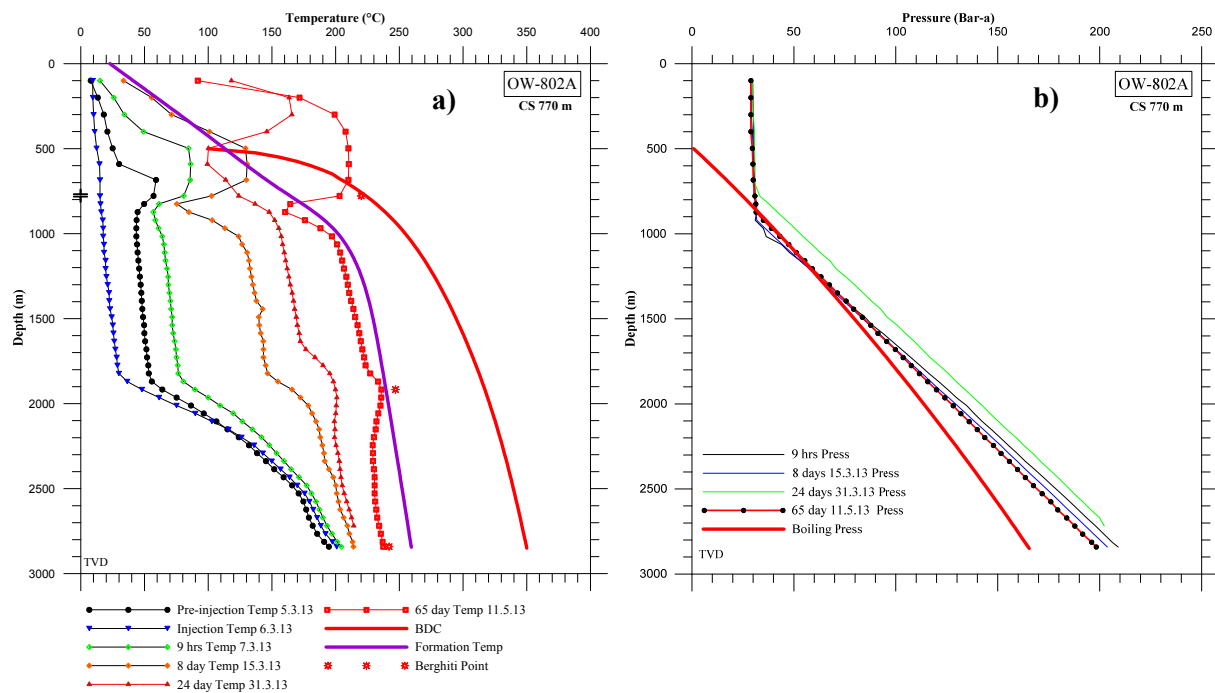 Temperature (°C)
0 50 100 150 200 250 300 350 400
0
500
1000
1500
2000
2500
3000
Depth (m)
OW-802A
CS 770 m
a)
TVD
Pre-injection Temp 5.3.13
Injection Temp 6.3.13
9 hrs Temp 7.3.13
8 day Temp 15.3.13
24 day Temp 31.3.13
65 day Temp 11.5.13
BDC
Formation Temp
Berghiti Point
Pressure (Bar-a)
0 50 100 150 200 250
0
500
1000
1500
2000
2500
3000
Depth (m)
OW-802A
CS 770 m
b)
9 hrs Press
8 days 15.3.13 Press
24 days 31.3.13 Press
65 day 11.5.13 Press
Boiling Press
TVD